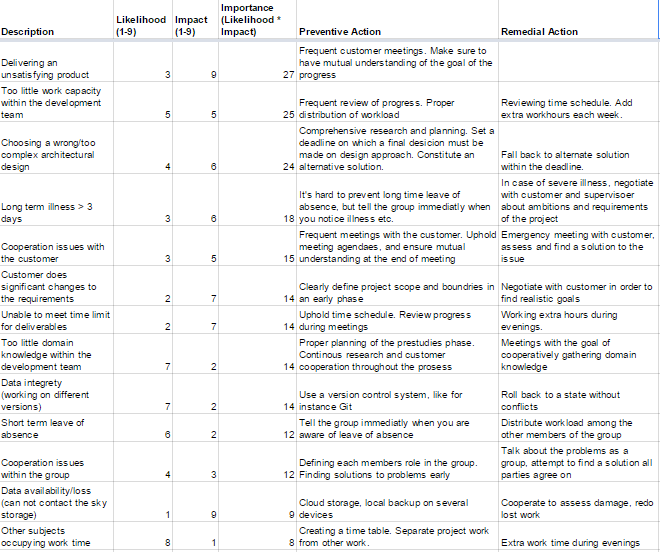 Description Likelihood (1-9) Impact (1-9) Importance (Likelihood * Impact) Preventive Action Remedial Action
Delivering an unsatisfying product 3 9 27 Frequent customer meetings. Make sure to have mutual understanding of the goal of the progress
Too little work capacity within the development team 5 5 25 Frequent review of progress. Proper distribution of workload Reviewing time schedule. Add extra workhours each week.
Choosing a wrong/too complex architectural design 4 6 24 Comprehensive research and planning. Set a deadline on which a final desicion must be made on design approach. Constitute an alternative solution. Fall back to alternate solution within the deadline.
Long term illness > 3 days 3 6 18 It's hard to prevent long time leave of absence, but tell the group immediatly when you notice illness etc. In case of severe illness, negotiate with customer and supervisoer about ambitions and requirements of the project
Cooperation issues with the customer 3 5 15 Frequent meetings with the customer. Uphold meeting agendaes, and ensure mutual understanding at the end of meeting Emergency meeting with customer, assess and find a solution to the issue
Customer does significant changes to the requirements 2 7 14 Clearly define project scope and boundries in an early phase Negotiate with customer in order to find realistic goals
Unable to meet time limit for deliverables 2 7 14 Uphold time schedule. Review progress during meetings Working extra hours during evenings.
Too little domain knowledge within the development team 7 2 14 Proper planning of the prestudies phase. Continous research and customer cooperation throughout the prosess Meetings with the goal of cooperatively gathering domain knowledge
Data integrety (working on different versions) 7 2 14 Use a version control system, like for instance Git Roll back to a state without conflicts
Short term leave of absence 6 2 12 Tell the group immediatly when you are aware of leave of absence Distribute workload among the other members of the group
Cooperation issues within the group 4 3 12 Defining each members role in the group. Finding solutions to problems early Talk about the problems as a group, attempt to find a solution all parties agree on
Data availability/loss (can not contact the sky storage) 1 9 9 Cloud storage, local backup on several devices Cooperate to assess damage, redo lost work
Other subjects occupying work time 8 1 8 Creating a time table. Separate project work from other work. Extra work time during evenings